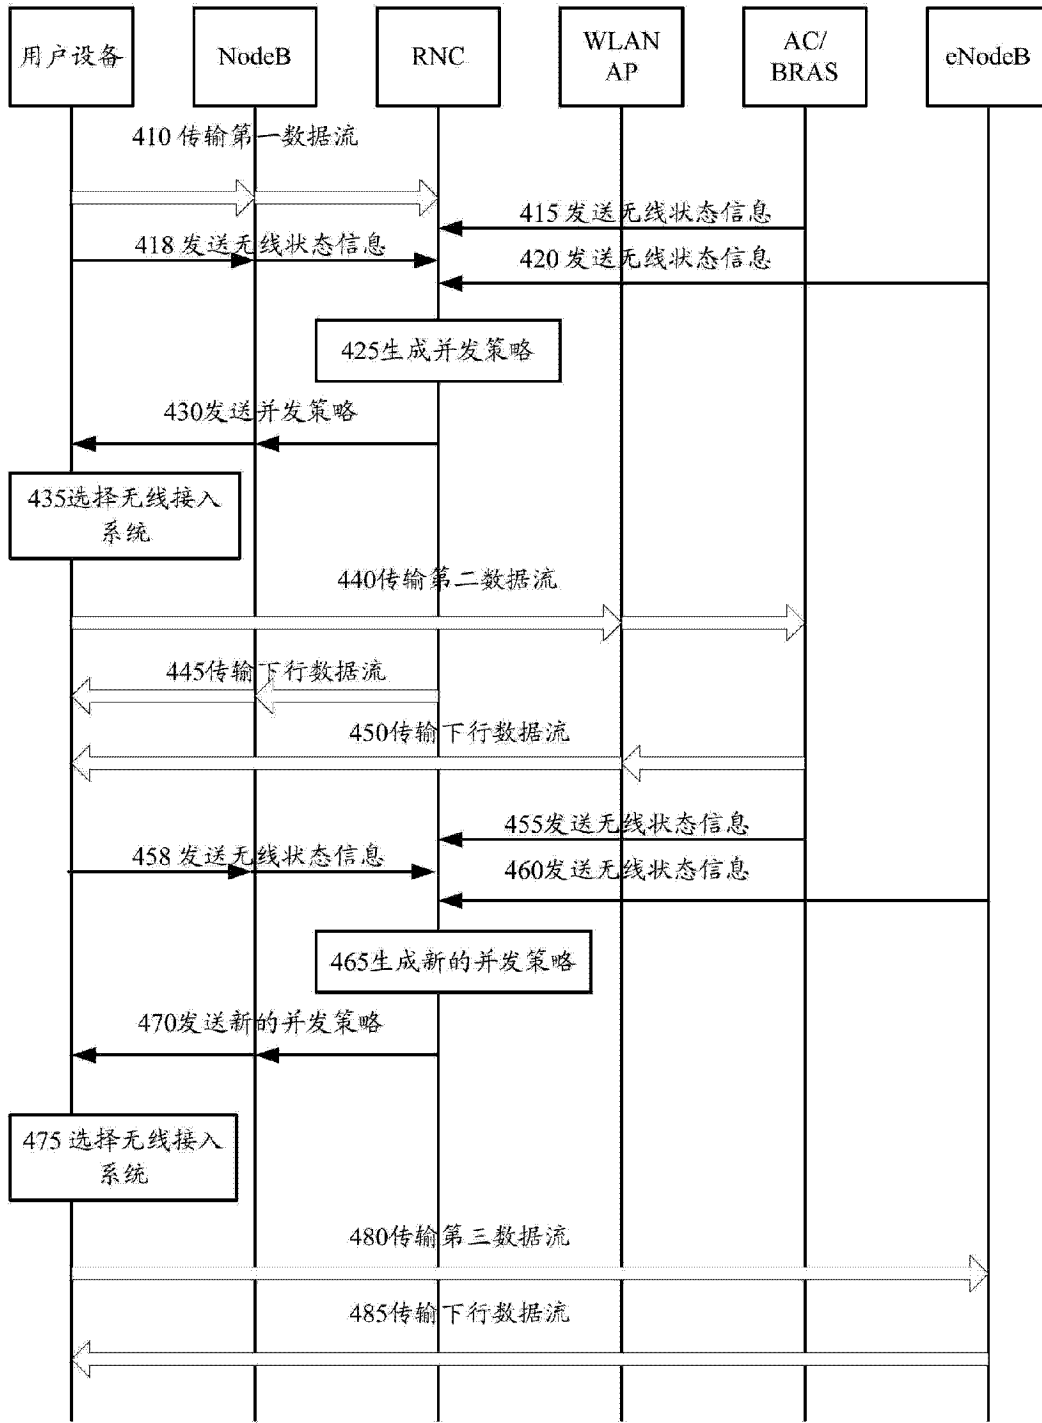 用户设备
NodeB
RNC
WLAN
AP
AC/
BRAS
eNodeB
410 传输第一数据流
415 发送无线状态信息
418 发送无线状态信息
420 发送无线状态信息
425生成并发策略
430发送并发策略
435选择无线接入
系统
440传输第二数据流
445传输下行数据流
450传输下行数据流
455发送无线状态信息
458 发送无线状态信息
460发送无线状态信息
465生成新的并发策略
470发送新的并发策略
475 选择无线接入
系统
480传输第三数据流
485传输下行数据流